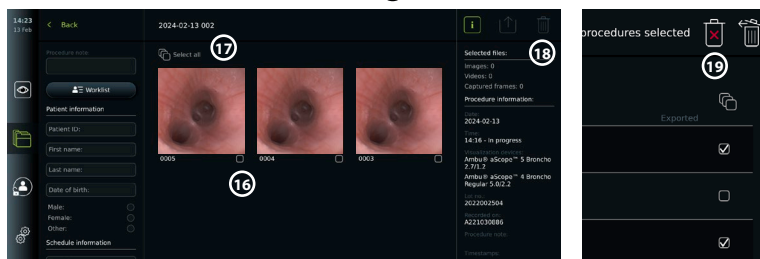 14:23
13 Feb
Back
2024-02-13 002
Procedure note:
17
Select all
18
Worklist
Patient information
Patient ID:
First name:
Last name:
Date of birth:
Male:
Female:
Other:
Schedule information
0005
0004
0003
16
Selected files:
Images: 0
Videos: 0
Captured frames: 0
Procedure information:
Date:
2024-02-13
Time:
14:16 - In progress
Visualization devices:
Ambu® aScope™ 5 Broncho
2.7/1.2
Ambu® aScope™ 4 Broncho
Regular 5.0/2.2
Lot no.:
2022002504
Recorded on:
A221030886
Procedure note:
Timestamps:
procedures selected
19
Exported